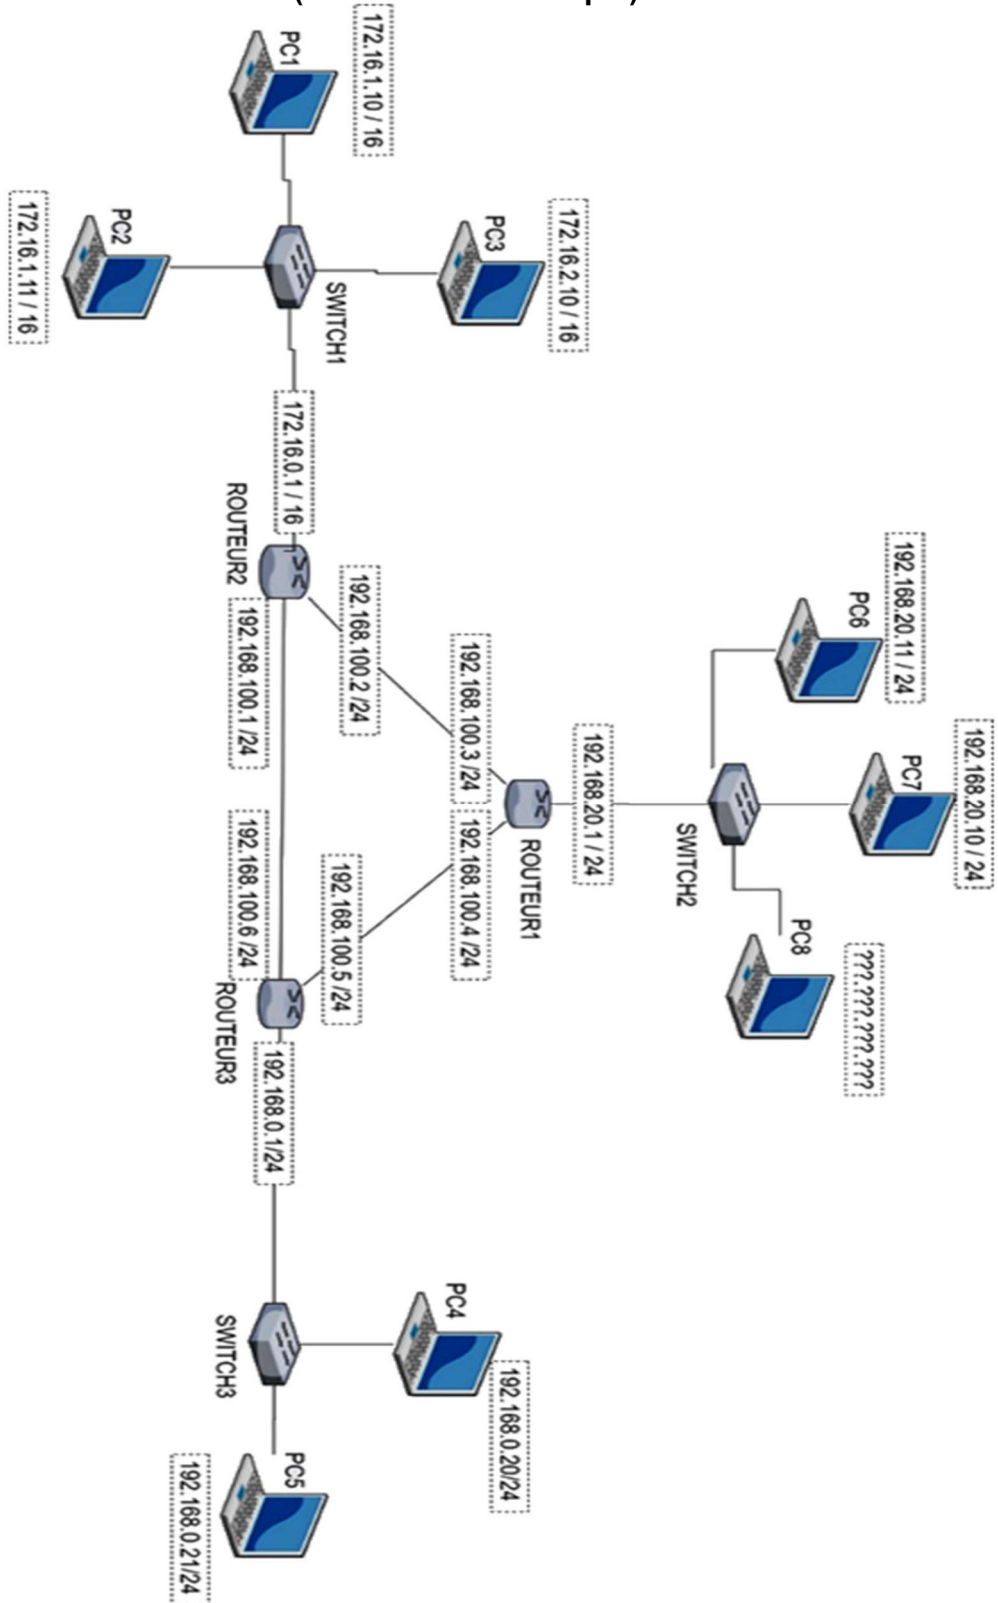 PC1
172.16.1.10 / 16
PC2
172.16.1.11 / 16
PC3
172.16.2.10 / 16
SWITCH1
172.16.0.1 / 16
ROUTEUR2
192.168.100.2 /24
192.168.100.1 /24
192.168.100.3 /24
192.168.100.4 /24
ROUTEUR1
192.168.20.1 / 24
SWITCH2
PC6
192.168.20.11 / 24
PC7
192.168.20.10 / 24
PC8
???.???.???.???
192.168.100.6 /24
192.168.100.5 /24
ROUTEUR3
192.168.0.1/24
SWITCH3
PC4
192.168.0.20/24
PC5
192.168.0.21/24